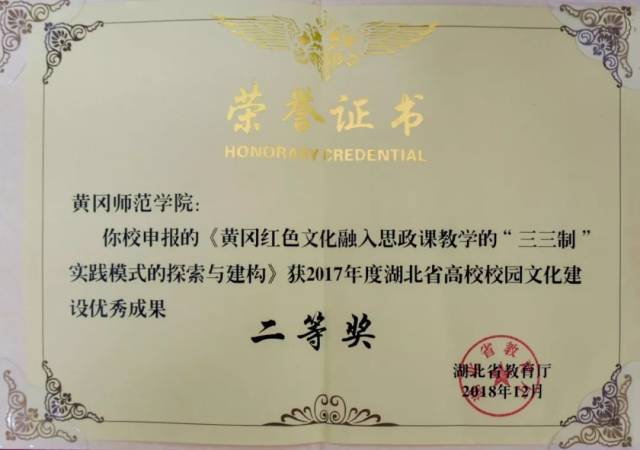 荣誉证书
HONORARY CREDENTIAL
黄冈师范学院：
你校申报的《黄冈红色文化融入思政课教学的“三三制”
实践模式的探索与建构》获2017年度湖北省高校校园文化建
设优秀成果
二等奖
湖北省教育厅
2018年12月